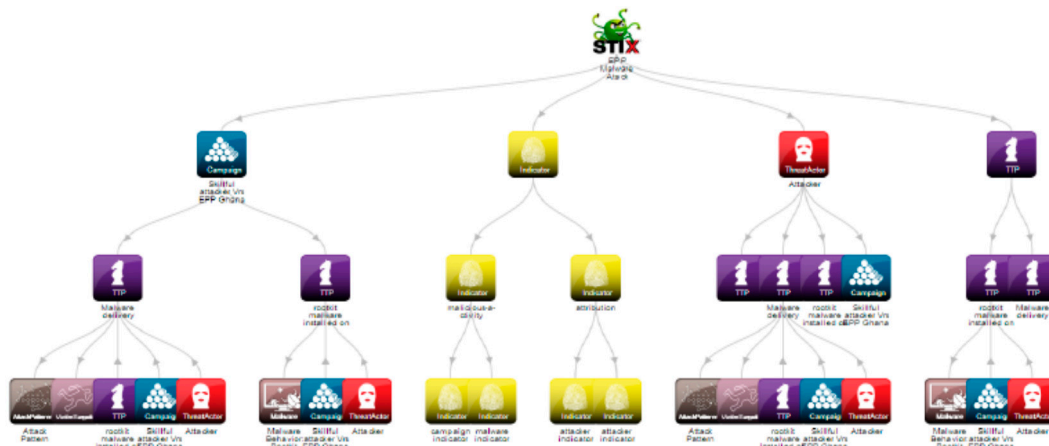 STIX
EPP
Malware
Attack
Campaign
Skillful
attacker Vrs
EPP Ghana
Indicator
ThreatActor
Attacker
TTP
TTP
Malware
delivery
TTP
rootkit
malware
installed on
Indicator
malicious-a-
ctivity
Indicator
attribution
TTP
TTP
Malware
delivery
TTP
rootkit
malware
installed
Campaign
Skillful
attacker Vrs
EPP Ghana
TTP
rootkit
malware
installed on
TTP
Malware
delivery
AttackPattern
Attack
Pattern
VictimTargeti
TTP
rootkit
malware
Campaign
Skillful
attacker Vrs
ThreatActor
Attacker
Malware
Malware
Behavior
Campaign
Skillful
attacker Vrs
ThreatActor
Attacker
Indicator
campaign
indicator
Indicator
malware
indicator
Indicator
attacker
indicator
Indicator
attacker
indicator
AttackPattern
Attack
Pattern
VictimTargeti
TTP
rootkit
malware
Campaign
Skillful
attacker Vrs
ThreatActor
Attacker
Malware
Malware
Behavior
Campaign
Skillful
attacker Vrs
ThreatActor
Attacker